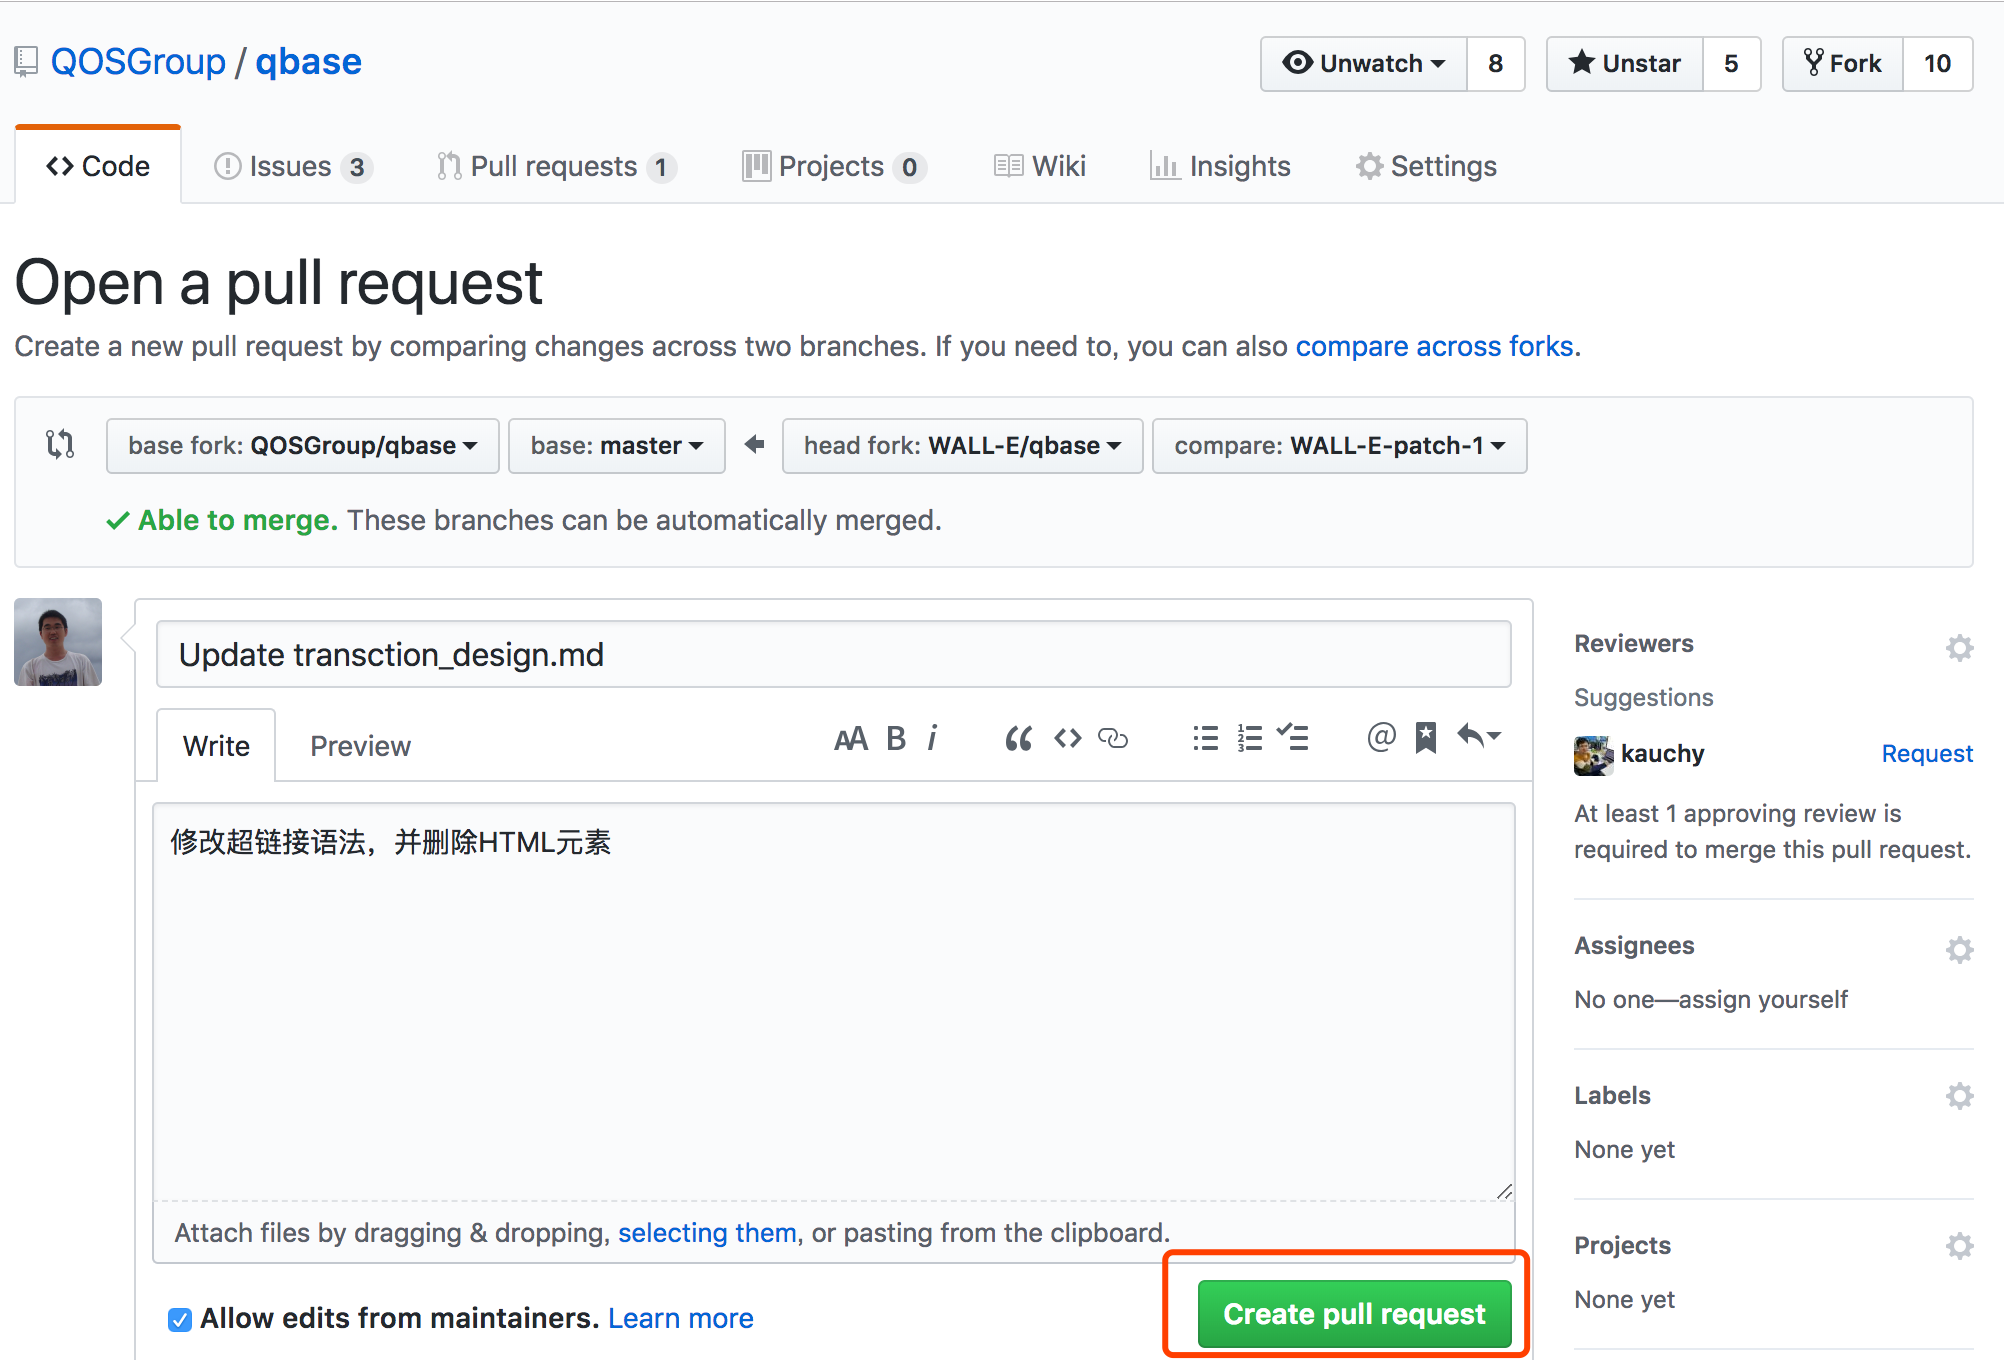 QOSGroup / qbase
Unwatch 8 Unstar 5 Fork 10
Code Issues 3 Pull requests 1 Projects 0 Wiki Insights Settings
Open a pull request
Create a new pull request by comparing changes across two branches. If you need to, you can also compare across forks.
base fork: QOSGroup/qbase base: master head fork: WALL-E/qbase compare: WALL-E-patch-1
Able to merge. These branches can be automatically merged.
Update transction_design.md
Write Preview
修改超链接语法，并删除HTML元素
Attach files by dragging & dropping, selecting them, or pasting from the clipboard.
Allow edits from maintainers. Learn more
Create pull request
Reviewers
Suggestions
kauchy Request
At least 1 approving review is
required to merge this pull request.
Assignees
No one—assign yourself
Labels
None yet
Projects
None yet